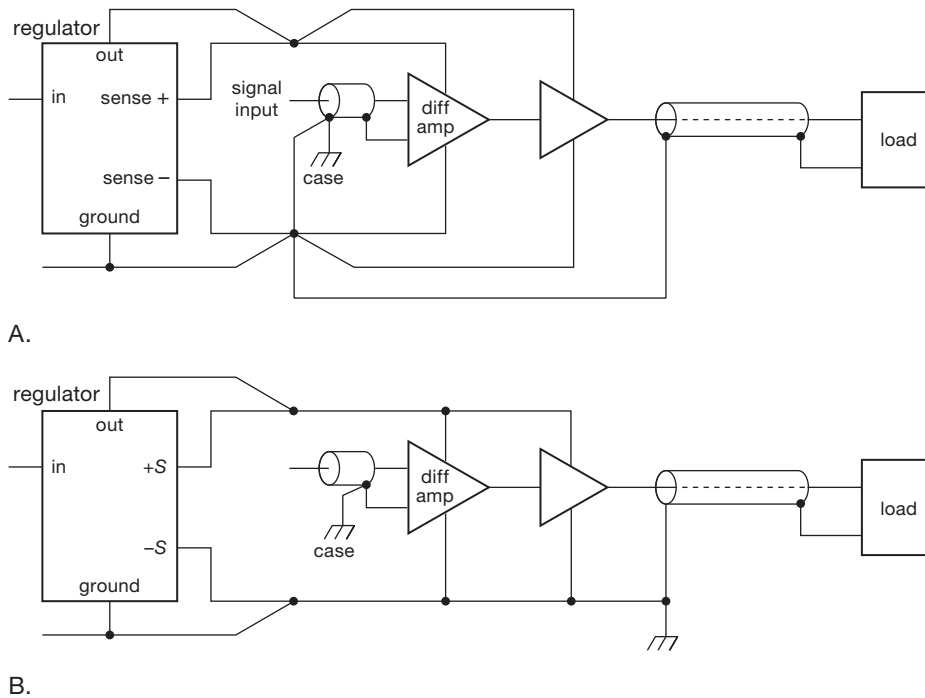 regulator
out
in
sense +
sense −
ground
signal
input
case
diff
amp
load
A.
regulator
out
in
+S
−S
ground
case
diff
amp
load
B.